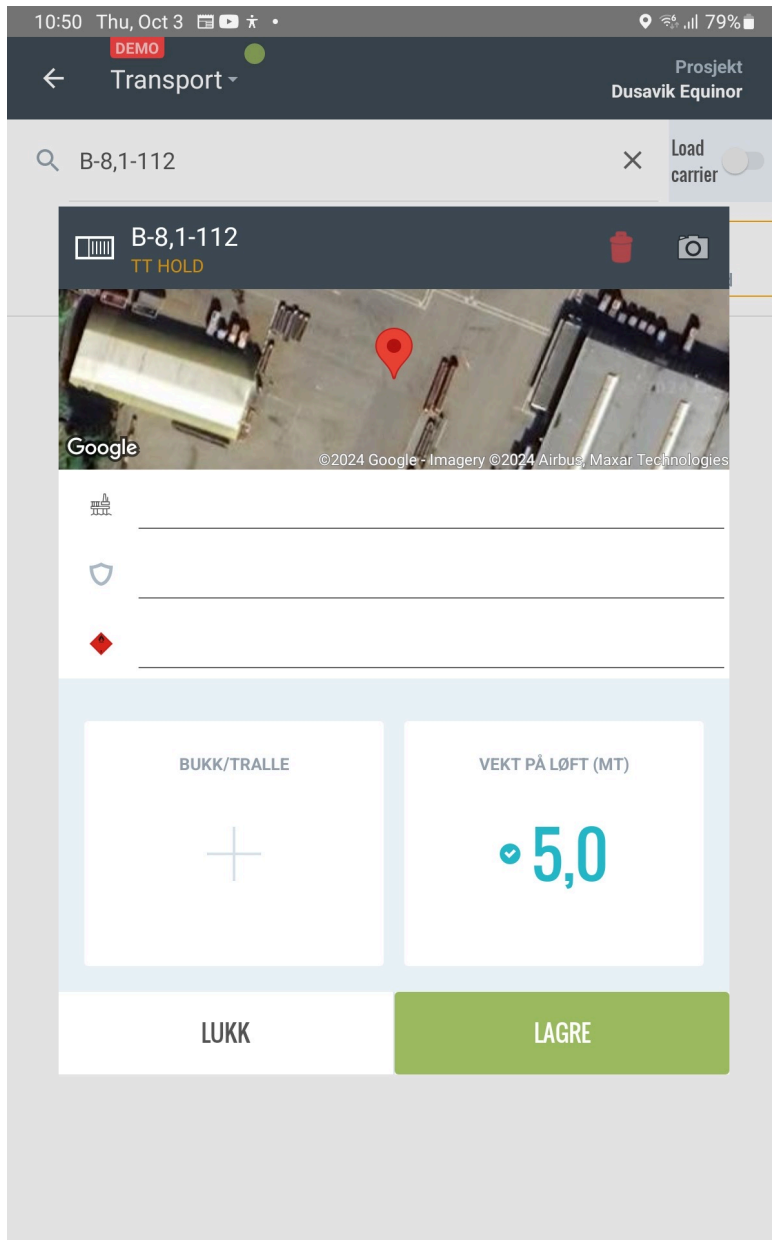 10:50 Thu, Oct 3 79%
DEMO
Transport
Prosjekt
Dusavik Equinor
B-8,1-112
Load
carrier
B-8,1-112
TT HOLD
Google
©2024 Google - Imagery ©2024 Airbus, Maxar Technologies
BUKK/TRALLE
VEKT PÅ LØFT (MT)
5,0
LUKK
LAGRE